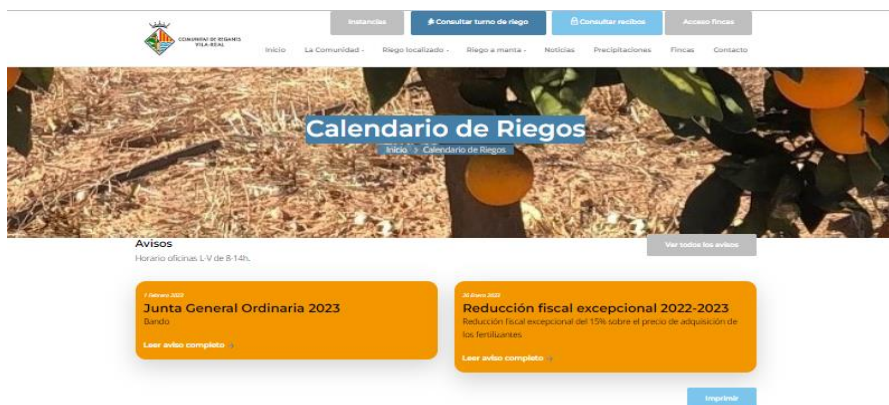 Instancias
Consultar turno de riego
Consultar recibos
Acceso fincas
COMUNITAT DE REGANTS
VILA-REAL
Inicio La Comunidad Riego localizado Riego a manta Noticias Precipitaciones Fincas Contacto
Calendario de Riegos
Inicio > Calendario de Riegos
Avisos
Ver todos los avisos
Horario oficinas L-V de 8-14h.
1 Febrero 2023
Junta General Ordinaria 2023
Bando
Leer aviso completo
20 Enero 2023
Reducción fiscal excepcional 2022-2023
Reducción fiscal excepcional del 15% sobre el precio de adquisición de
los fertilizantes
Leer aviso completo
Imprimir